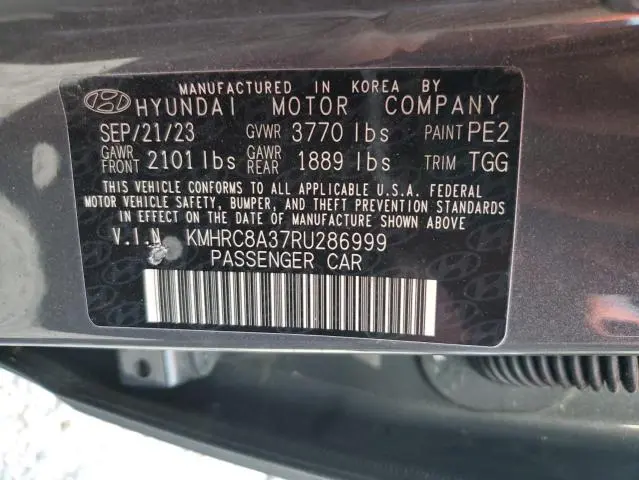 MANUFACTURED IN KOREA BY
HYUNDAI MOTOR COMPANY
SEP/21/23 GVWR 3770 lbs PAINT PE2
GAWR FRONT 2101 lbs GAWR REAR 1889 lbs TRIM TGG
THIS VEHICLE CONFORMS TO ALL APPLICABLE U.S.A. FEDERAL
MOTOR VEHICLE SAFETY, BUMPER, AND THEFT PREVENTION STANDARDS
IN EFFECT ON THE DATE OF MANUFACTURE SHOWN ABOVE
V.I.N KMHRC8A37RU286999
PASSENGER CAR